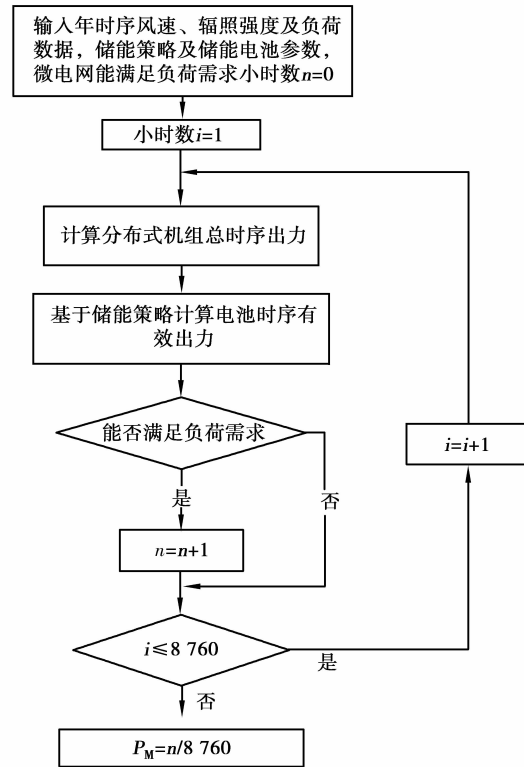 输入年时序风速、辐照强度及负荷
数据，储能策略及储能电池参数，
微电网能满足负荷需求小时数n=0
小时数i=1
计算分布式机组总时序出力
基于储能策略计算电池时序有
效出力
能否满足负荷需求
i=i+1
是
否
n=n+1
i≤8 760
是
否
P_M=n/8 760